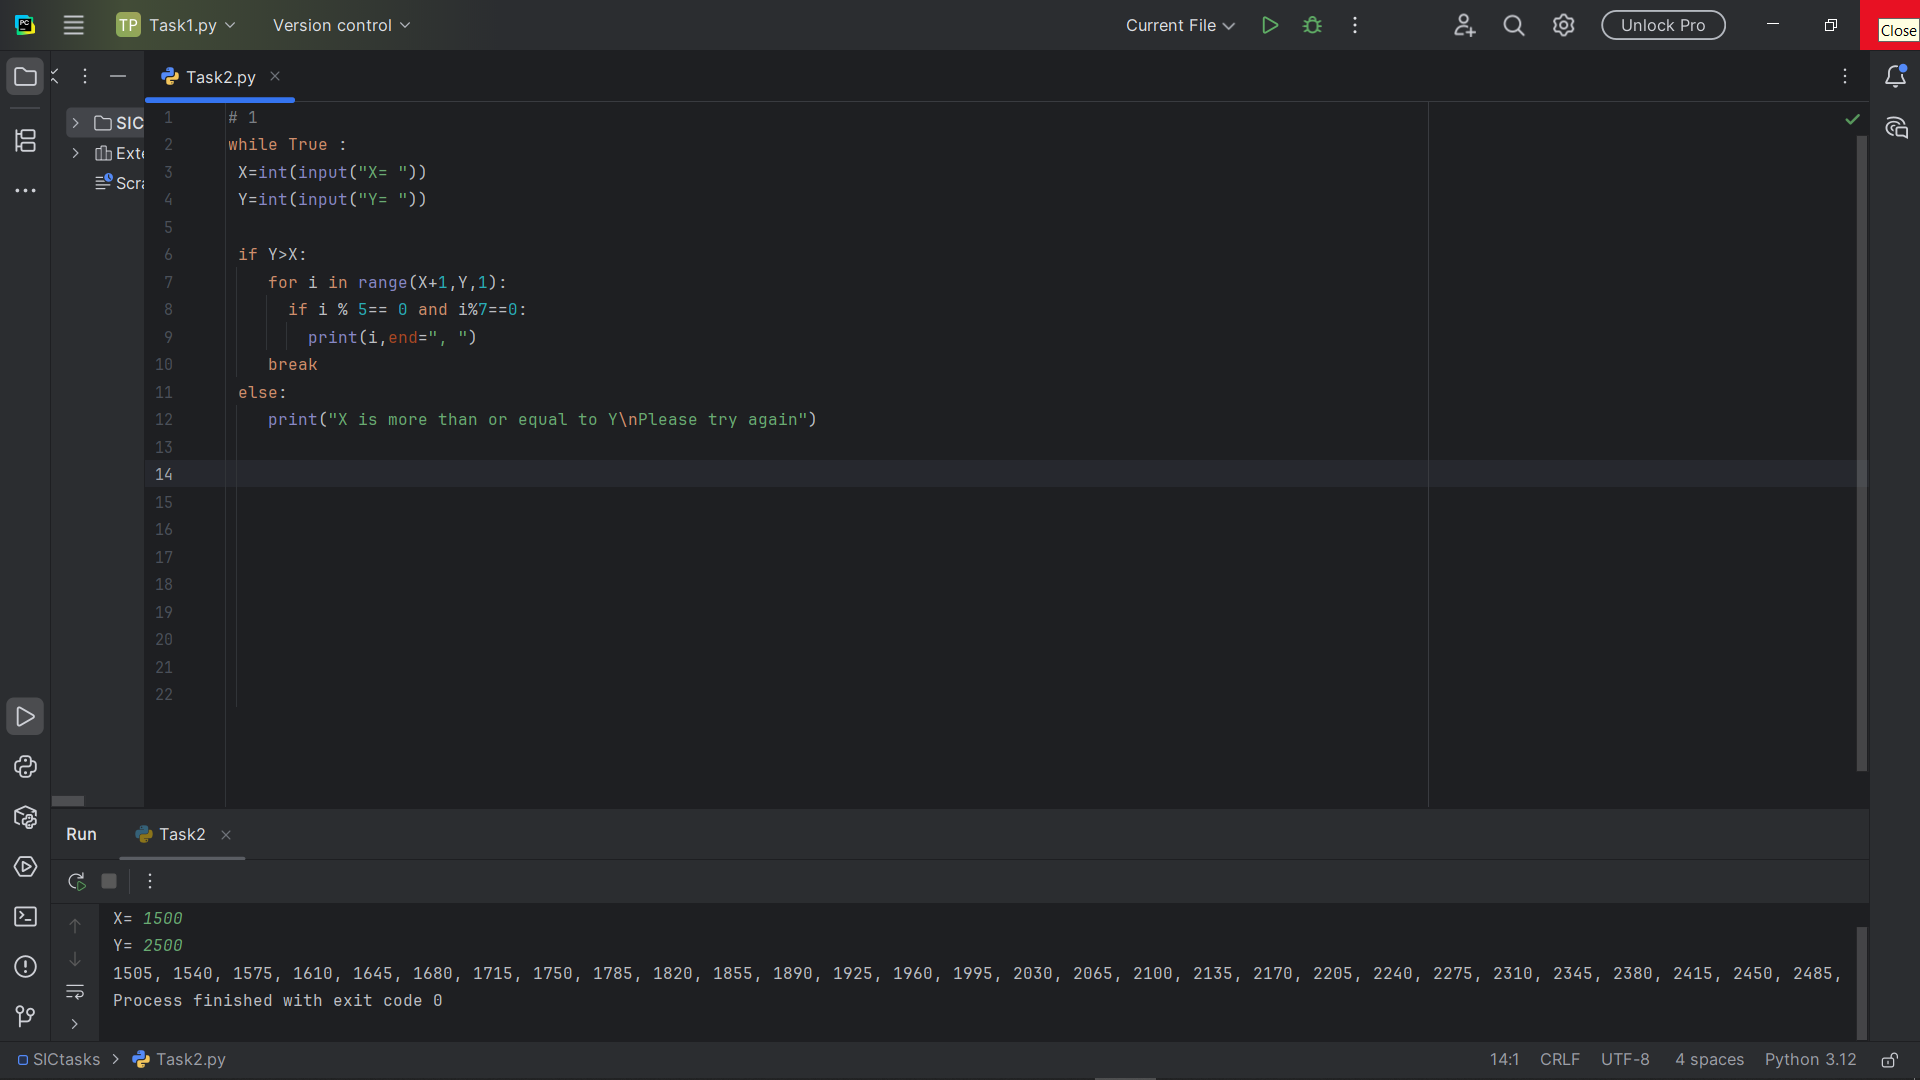 PC
TP Task1.py Version control Current File Unlock Pro Close
Task2.py
SIC
Exte
Scra
1 # 1
2 while True :
3 X=int(input("X= "))
4 Y=int(input("Y= "))
5
6 if Y>X:
7 for i in range(X+1,Y,1):
8 if i % 5== 0 and i%7==0:
9 print(i,end=", ")
10 break
11 else:
12 print("X is more than or equal to Y\nPlease try again")
13
14
15
16
17
18
19
20
21
22
Run Task2
X= 1500
Y= 2500
1505, 1540, 1575, 1610, 1645, 1680, 1715, 1750, 1785, 1820, 1855, 1890, 1925, 1960, 1995, 2030, 2065, 2100, 2135, 2170, 2205, 2240, 2275, 2310, 2345, 2380, 2415, 2450, 2485,
Process finished with exit code 0
SICtasks > Task2.py 14:1 CRLF UTF-8 4 spaces Python 3.12